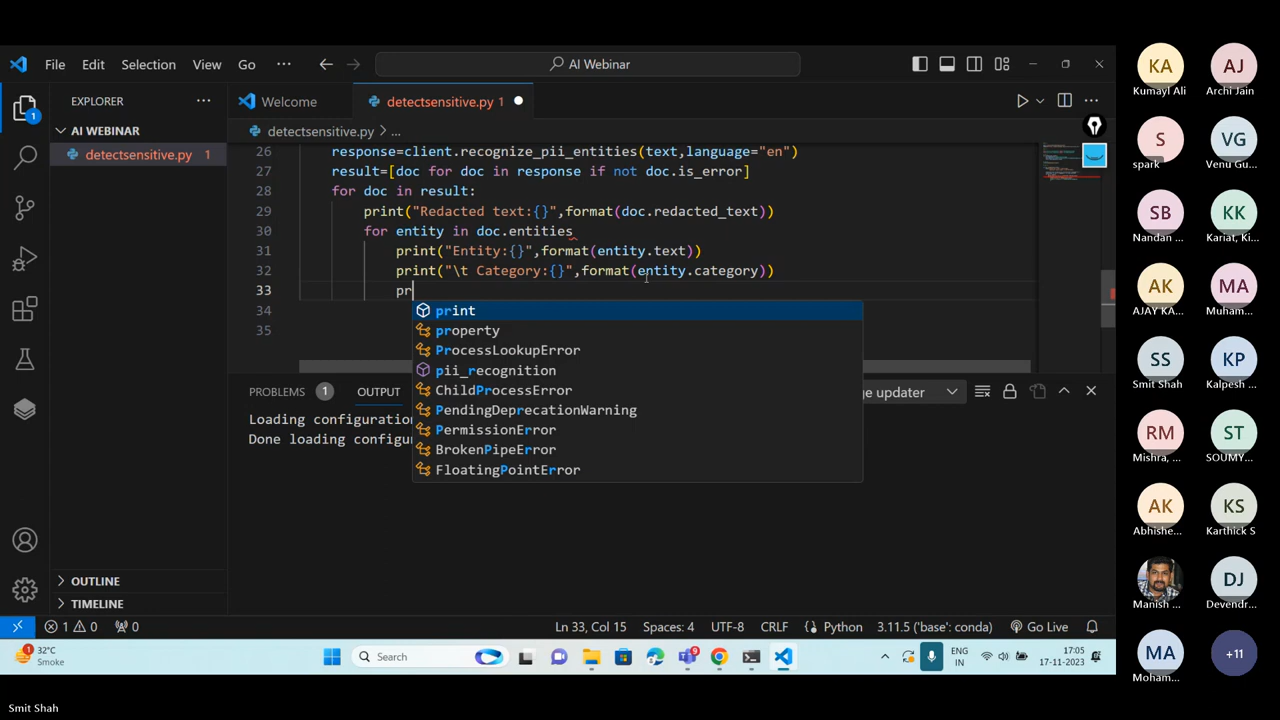 File Edit Selection View Go ··· AI Webinar
EXPLORER ···
Welcome
detectsensitive.py 1
AI WEBINAR
detectsensitive.py > ...
detectsensitive.py 1
26 response=client.recognize_pii_entities(text,language="en")
27 result=[doc for doc in response if not doc.is_error]
28 for doc in result:
29 print("Redacted text:{}",format(doc.redacted_text))
30 for entity in doc.entities
31 print("Entity:{}",format(entity.text))
32 print("\t Category:{}",format(entity.category))
33 pr
34
35
print
property
ProcessLookupError
pii_recognition
ChildProcessError
PendingDeprecationWarning
PermissionError
BrokenPipeError
FloatingPointError
PROBLEMS 1 OUTPUT ge updater
Loading configuratio
Done loading configu
OUTLINE
TIMELINE
1 0 0 Ln 33, Col 15 Spaces: 4 UTF-8 CRLF Python 3.11.5 ('base': conda) Go Live
1
32°C
Smoke
Search
9
ENG
IN
17:05
17-11-2023
KA AJ
Kumayl Ali Archi Jain
S VG
spark Venu Gu...
SB KK
Nandan ... Kariat, Ki...
AK MA
AJAY KA... Muham...
SS KP
Smit Shah Kalpesh ...
RM ST
Mishra, ... SOUMY...
AK KS
Abhishe... Karthick S
DJ
Manish ... Devendr...
MA +11
Moham...
Smit Shah